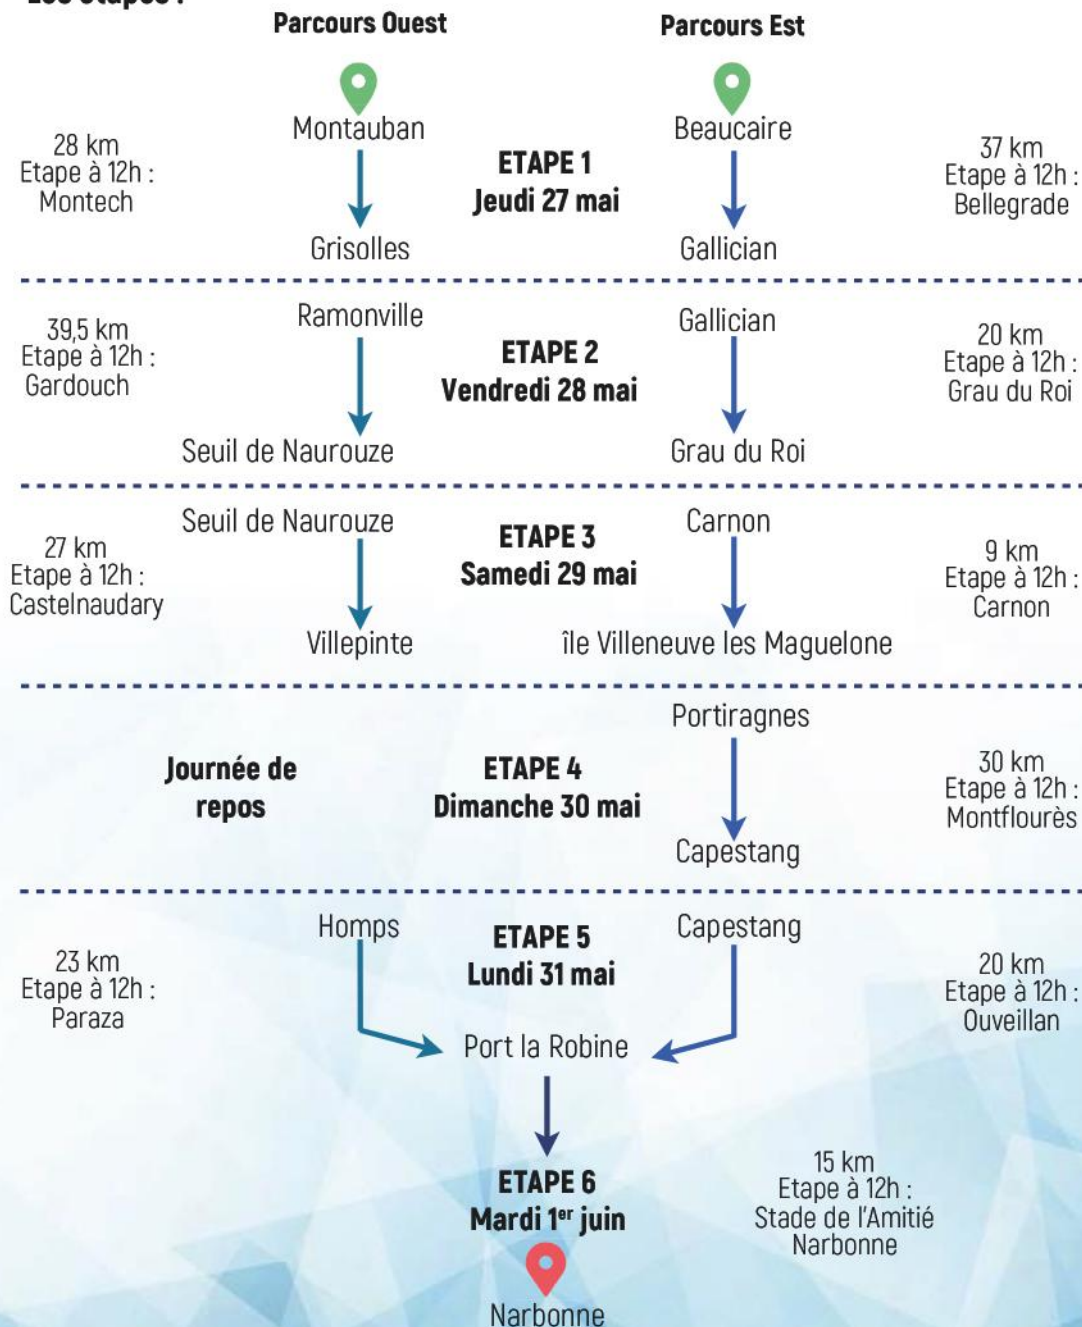 Les étapes :
Parcours Ouest
Parcours Est
Montauban
Beaucaire
28 km
Etape à 12h :
Montech
ETAPE 1
Jeudi 27 mai
37 km
Etape à 12h :
Bellegrade
Grisolles
Gallician
Ramonville
Gallician
39,5 km
Etape à 12h :
Gardouch
ETAPE 2
Vendredi 28 mai
20 km
Etape à 12h :
Grau du Roi
Seuil de Naurouze
Grau du Roi
Seuil de Naurouze
Carnon
27 km
Etape à 12h :
Castelnaudary
ETAPE 3
Samedi 29 mai
9 km
Etape à 12h :
Carnon
Villepinte
île Villeneuve les Maguelone
Portiragnes
Journée de
repos
ETAPE 4
Dimanche 30 mai
30 km
Etape à 12h :
Montflourès
Capestang
Homps
Capestang
23 km
Etape à 12h :
Paraza
ETAPE 5
Lundi 31 mai
20 km
Etape à 12h :
Ouveillan
Port la Robine
ETAPE 6
Mardi 1er juin
15 km
Etape à 12h :
Stade de l'Amitié
Narbonne
Narbonne